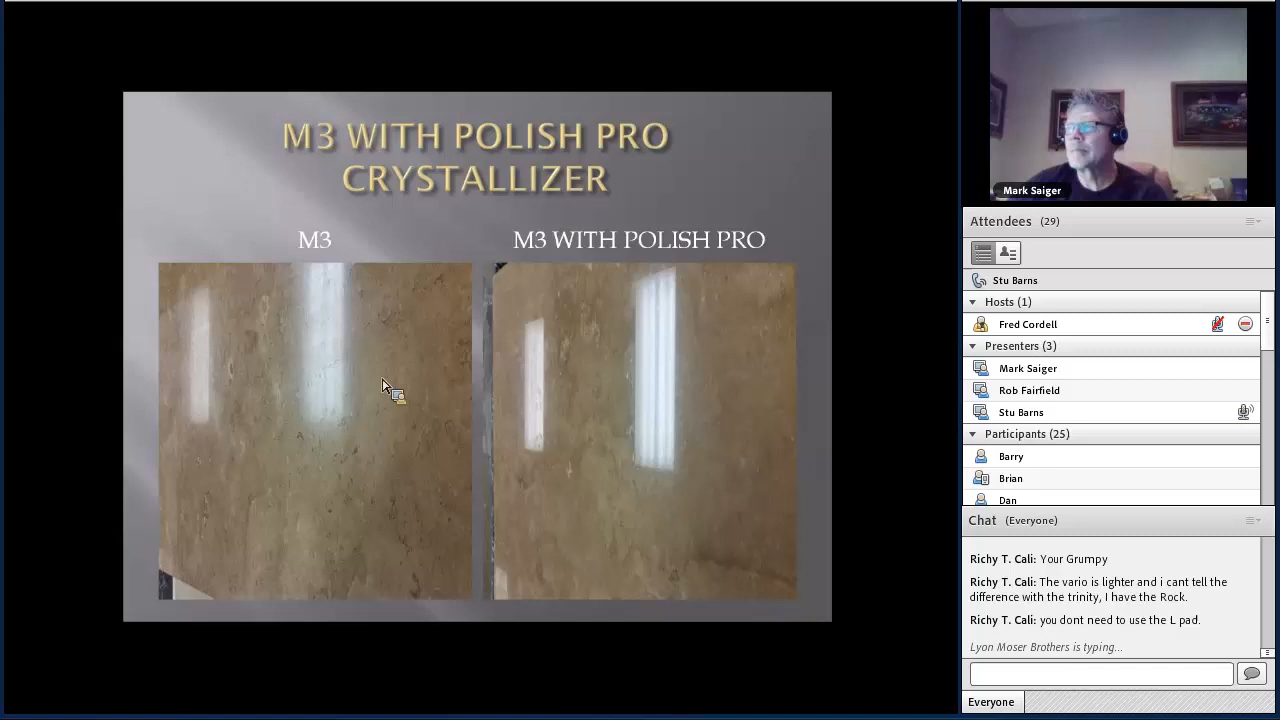 M3 WITH POLISH PRO
CRYSTALLIZER
M3
M3 WITH POLISH PRO
Mark Saiger
Attendees (29)
Stu Barns
Hosts (1)
Fred Cordell
Presenters (3)
Mark Saiger
Rob Fairfield
Stu Barns
Participants (25)
Barry
Brian
Dan
Chat (Everyone)
Richy T. Cali: Your Grumpy
Richy T. Cali: The vario is lighter and i cant tell the
difference with the trinity, I have the Rock.
Richy T. Cali: you dont need to use the L pad.
Lyon Moser Brothers is typing...
Everyone